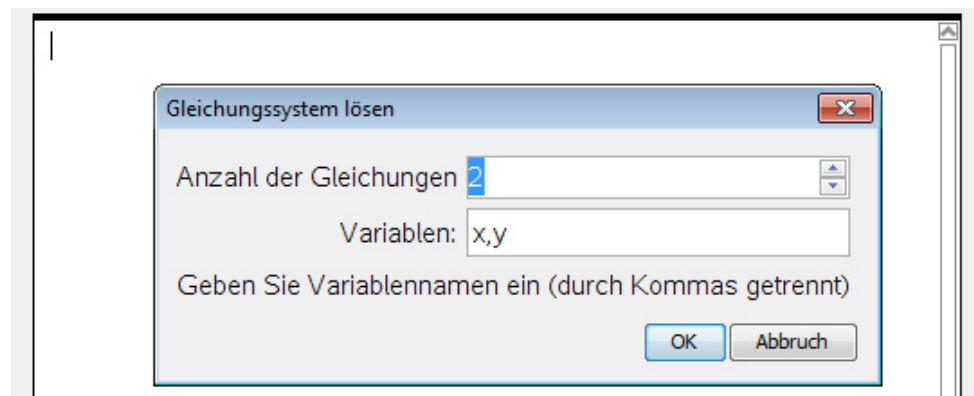 Gleichungssystem lösen
Anzahl der Gleichungen 2
Variablen: x,y
Geben Sie Variablennamen ein (durch Kommas getrennt)
OK Abbruch